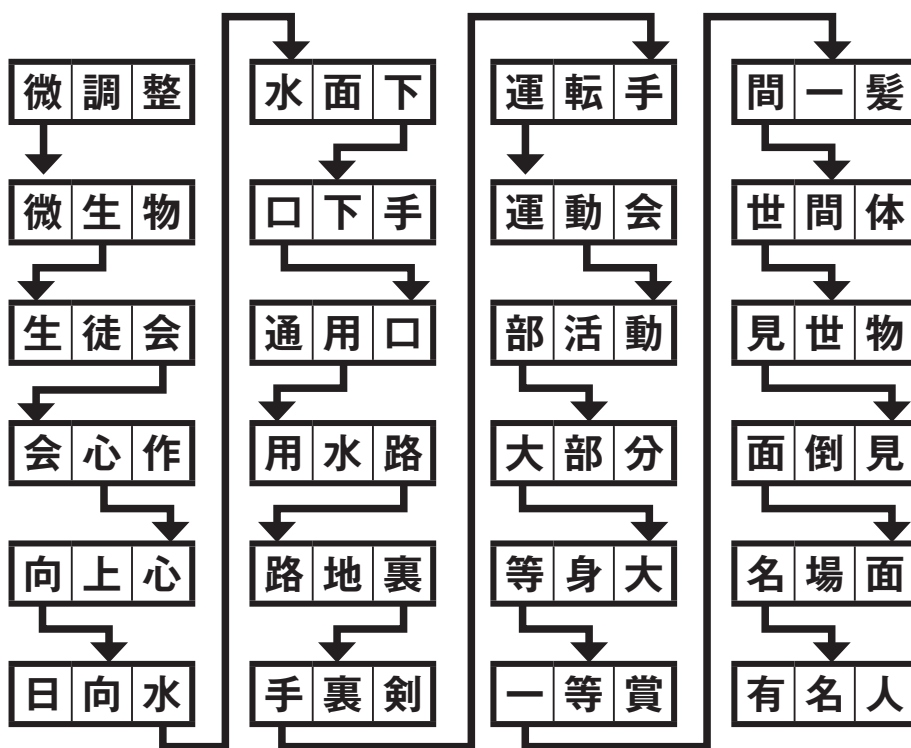 微調整
微生物
生徒会
会心作
向上心
日向水
水面下
口下手
通用口
用水路
路地裏
手裏剣
運転手
運動会
部活動
大部分
等身大
一等賞
間一髪
世間体
見世物
面倒見
名場面
有名人